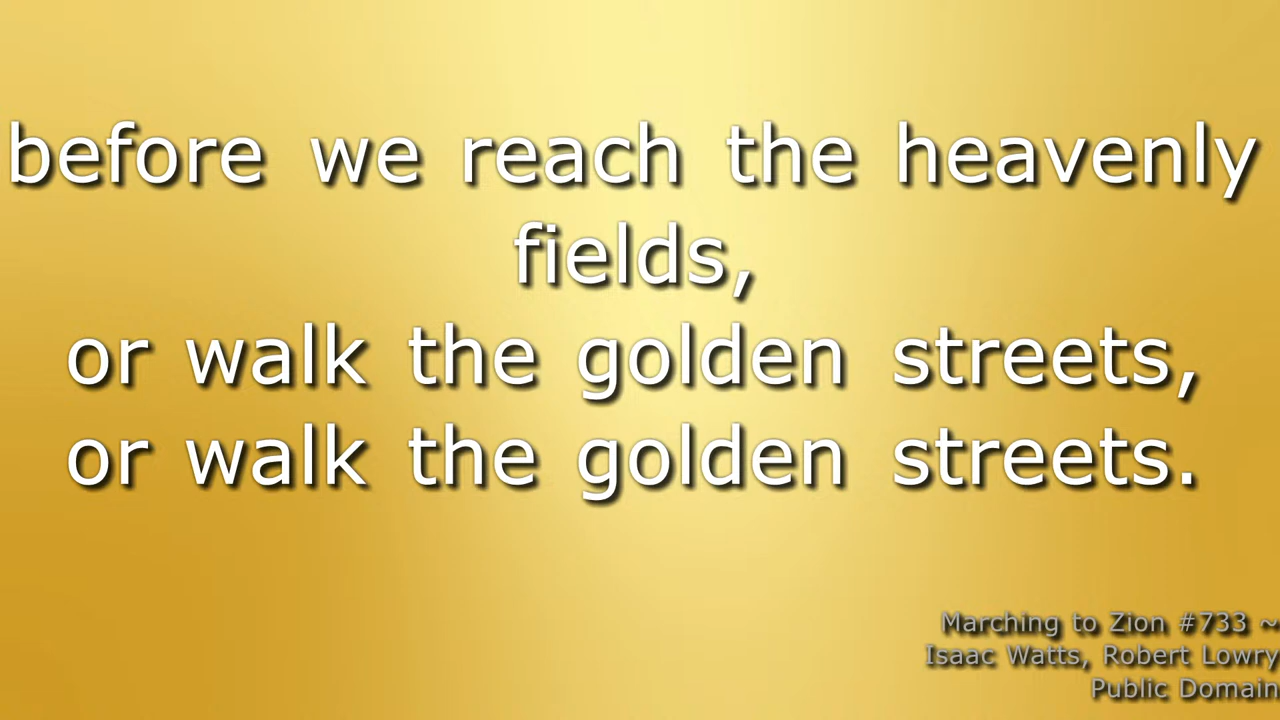 before we reach the heavenly
fields,
or walk the golden streets,
or walk the golden streets.
Marching to Zion #733 ~
Isaac Watts, Robert Lowry
Public Domain